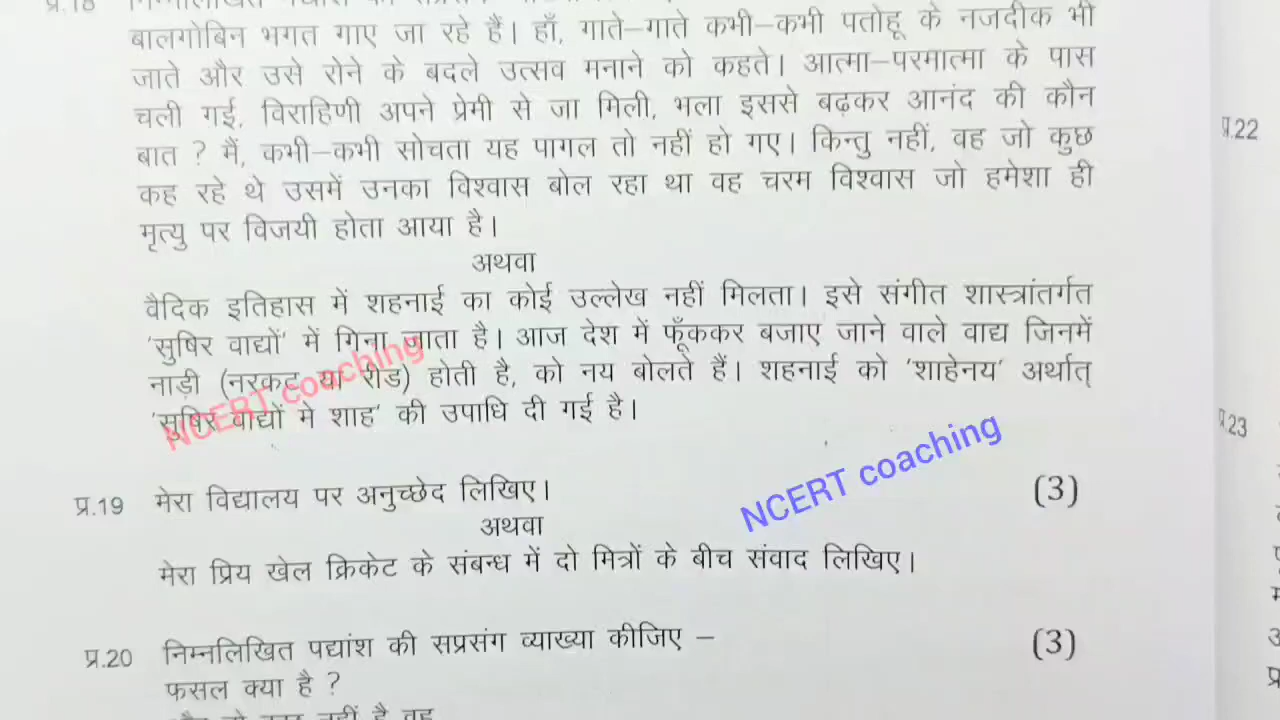 प्र.18
बालगोबिन भगत गाए जा रहे हैं। हाँ, गाते–गाते कभी–कभी पतोहू के नजदीक भी
जाते और उसे रोने के बदले उत्सव मनाने को कहते। आत्मा–परमात्मा के पास
चली गई, विराहिणी अपने प्रेमी से जा मिली, भला इससे बढ़कर आनंद की कौन
बात ? मैं, कभी–कभी सोचता यह पागल तो नहीं हो गए। किन्तु नहीं, वह जो कुछ
कह रहे थे उसमें उनका विश्वास बोल रहा था वह चरम विश्वास जो हमेशा ही
मृत्यु पर विजयी होता आया है।
अथवा
वैदिक इतिहास में शहनाई का कोई उल्लेख नहीं मिलता। इसे संगीत शास्त्रांतर्गत
'सुषिर वाद्यों' में गिना जाता है। आज देश में फूँककर बजाए जाने वाले वाद्य जिनमें
नाड़ी (नरकट या रीड) होती है, को नय बोलते हैं। शहनाई को 'शाहेनय' अर्थात्
'सुषिर वाद्यों मे शाह' की उपाधि दी गई है।
NCERT coaching
NCERT coaching
प्र.19 मेरा विद्यालय पर अनुच्छेद लिखिए। (3)
अथवा
मेरा प्रिय खेल क्रिकेट के संबन्ध में दो मित्रों के बीच संवाद लिखिए।
प्र.20 निम्नलिखित पद्यांश की सप्रसंग व्याख्या कीजिए – (3)
फसल क्या है ?
प्र.22
प्र.23